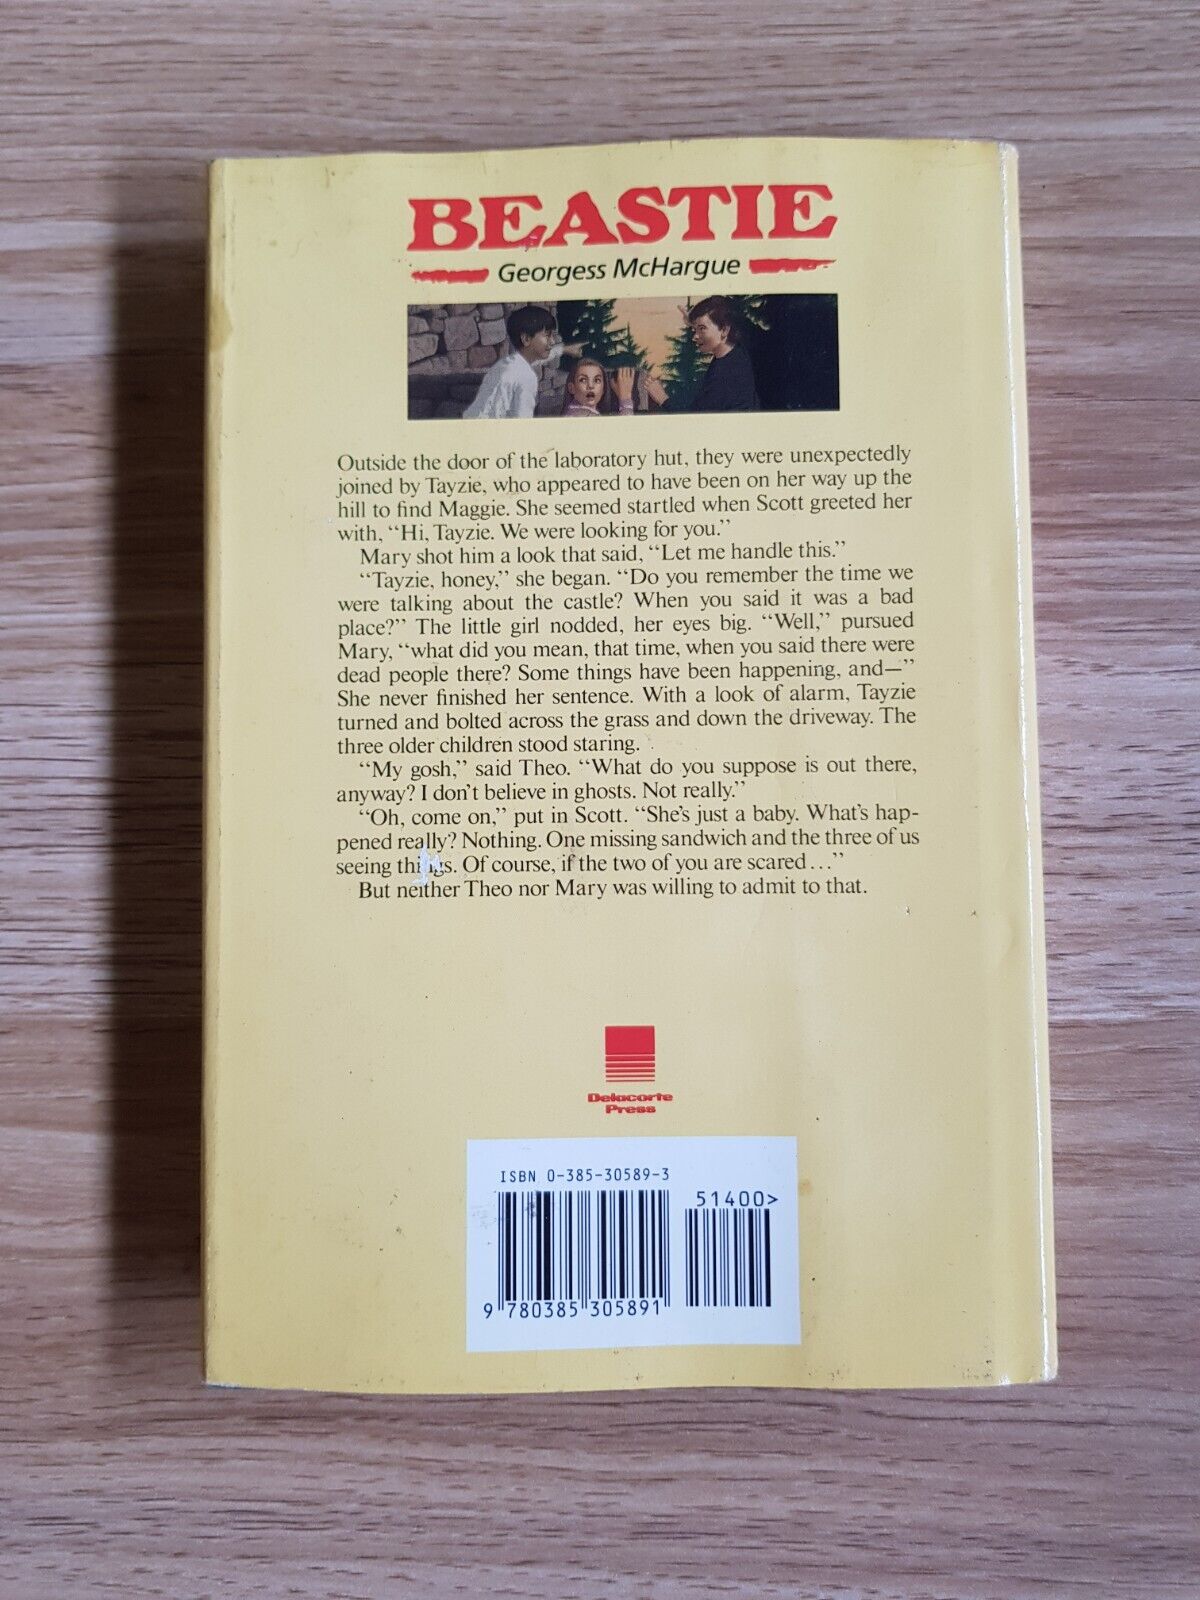 BEASTIE
Georgess McHargue
Outside the door of the laboratory hut, they were unexpectedly
joined by Tayzie, who appeared to have been on her way up the
hill to find Maggie. She seemed startled when Scott greeted her
with, “Hi, Tayzie. We were looking for you.”
Mary shot him a look that said, “Let me handle this.”
“Tayzie, honey,” she began. “Do you remember the time we
were talking about the castle? When you said it was a bad
place?” The little girl nodded, her eyes big. “Well,” pursued
Mary, “what did you mean, that time, when you said there were
dead people there? Some things have been happening, and—”
She never finished her sentence. With a look of alarm, Tayzie
turned and bolted across the grass and down the driveway. The
three older children stood staring.
“My gosh,” said Theo. “What do you suppose is out there,
anyway? I don’t believe in ghosts. Not really.”
“Oh, come on,” put in Scott. “She’s just a baby. What’s hap-
pened really? Nothing. One missing sandwich and the three of us
seeing things. Of course, if the two of you are scared . . .”
But neither Theo nor Mary was willing to admit to that.
Delacorte
Press
ISBN 0-385-30589-3
51400>
9 780385 305891